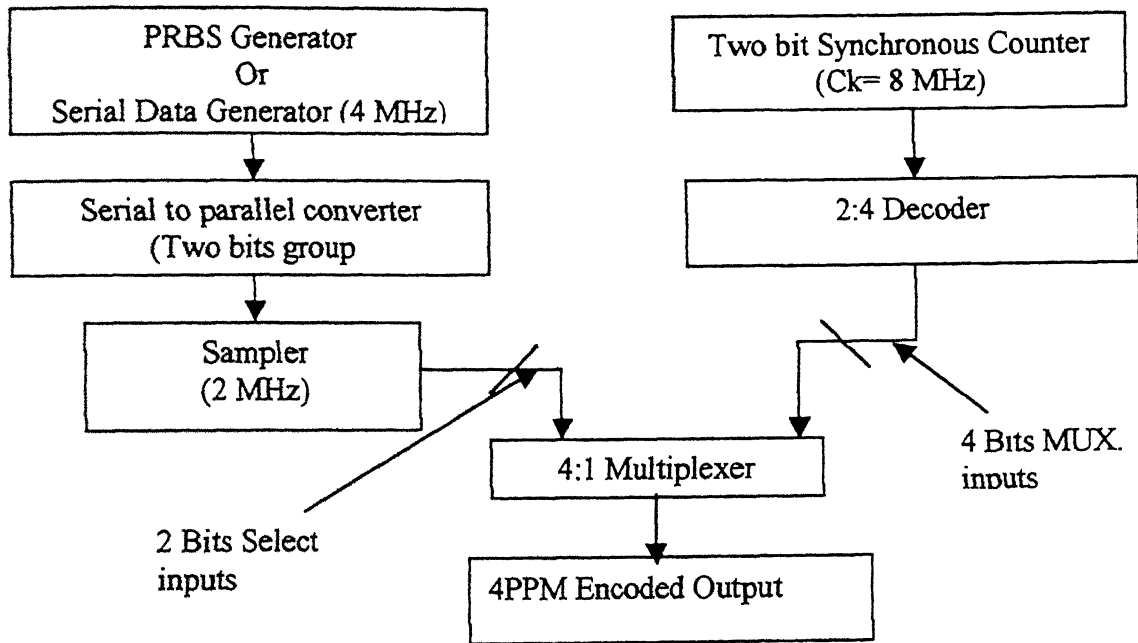 PRBS Generator
Or
Serial Data Generator (4 MHz)
Two bit Synchronous Counter
(Ck= 8 MHz)
Serial to parallel converter
(Two bits group
2:4 Decoder
Sampler
(2 MHz)
4 Bits MUX.
inputs
4:1 Multiplexer
2 Bits Select
inputs
4PPM Encoded Output